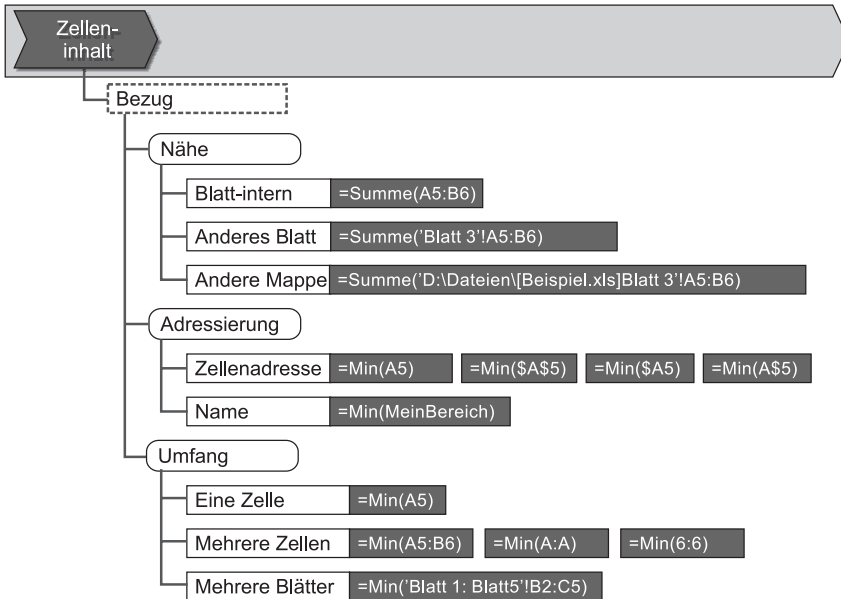 Zellen-
inhalt
Bezug
Nähe
Blatt-intern =Summe(A5:B6)
Anderes Blatt =Summe('Blatt 3'!A5:B6)
Andere Mappe =Summe('D:\Dateien\[Beispiel.xls]Blatt 3'!A5:B6)
Adressierung
Zellenadresse =Min(A5) =Min($A$5) =Min($A5) =Min(A$5)
Name =Min(MeinBereich)
Umfang
Eine Zelle =Min(A5)
Mehrere Zellen =Min(A5:B6) =Min(A:A) =Min(6:6)
Mehrere Blätter =Min('Blatt 1: Blatt5'!B2:C5)